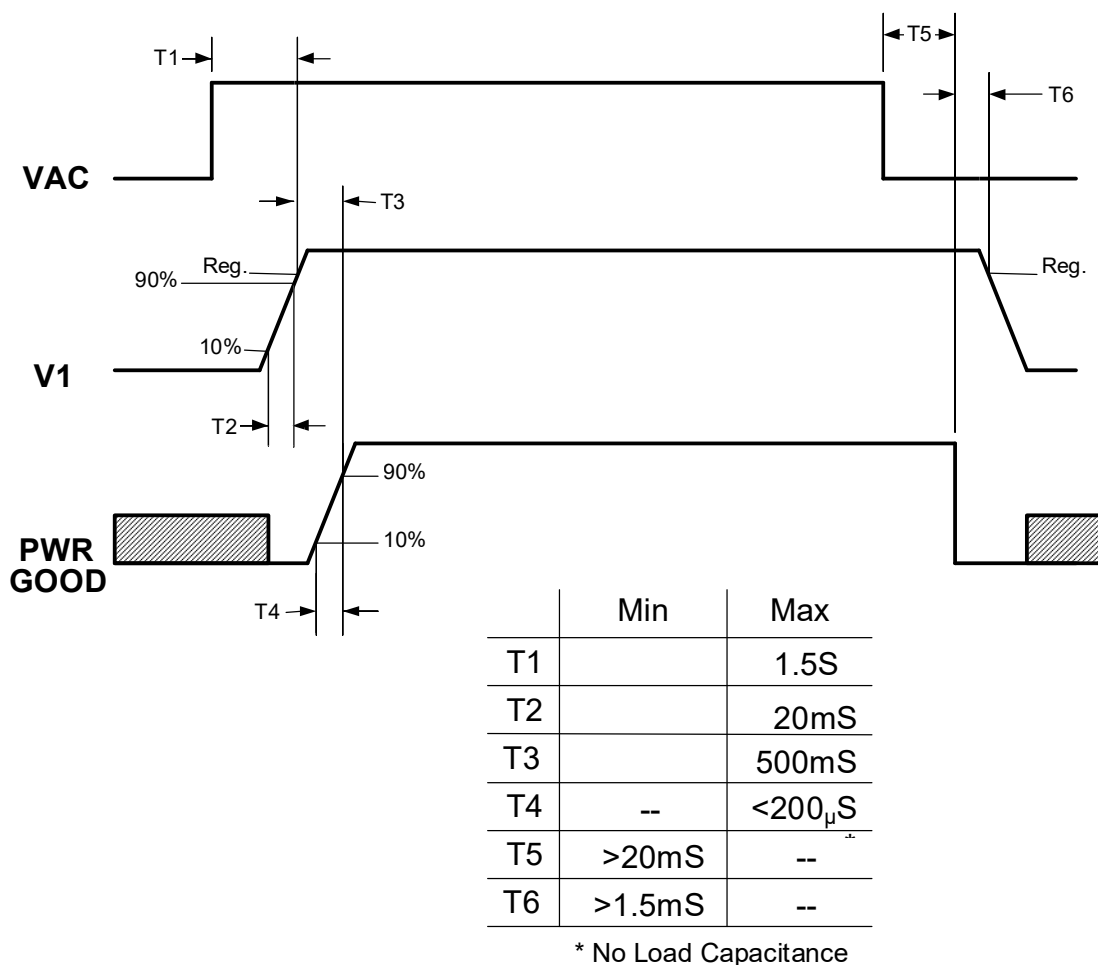 T5
T1
T6
VAC
T3
Reg.
90%
Reg.
10%
V1
T2
90%
10%
PWR
GOOD
T4
Min Max
T1 1.5S
T2 20mS
T3 500mS
T4 -- <200µS
*
T5 >20mS --
T6 >1.5mS --
* No Load Capacitance